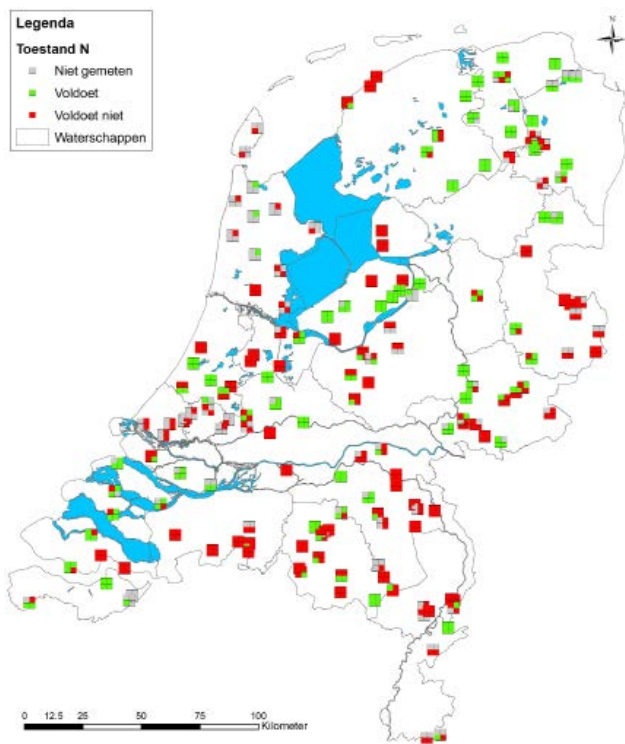 Legenda
N
Toestand N
Niet gemeten
Voldoet
Voldoet niet
Waterschappen
0 12.5 25 50 75 100
Kilometer